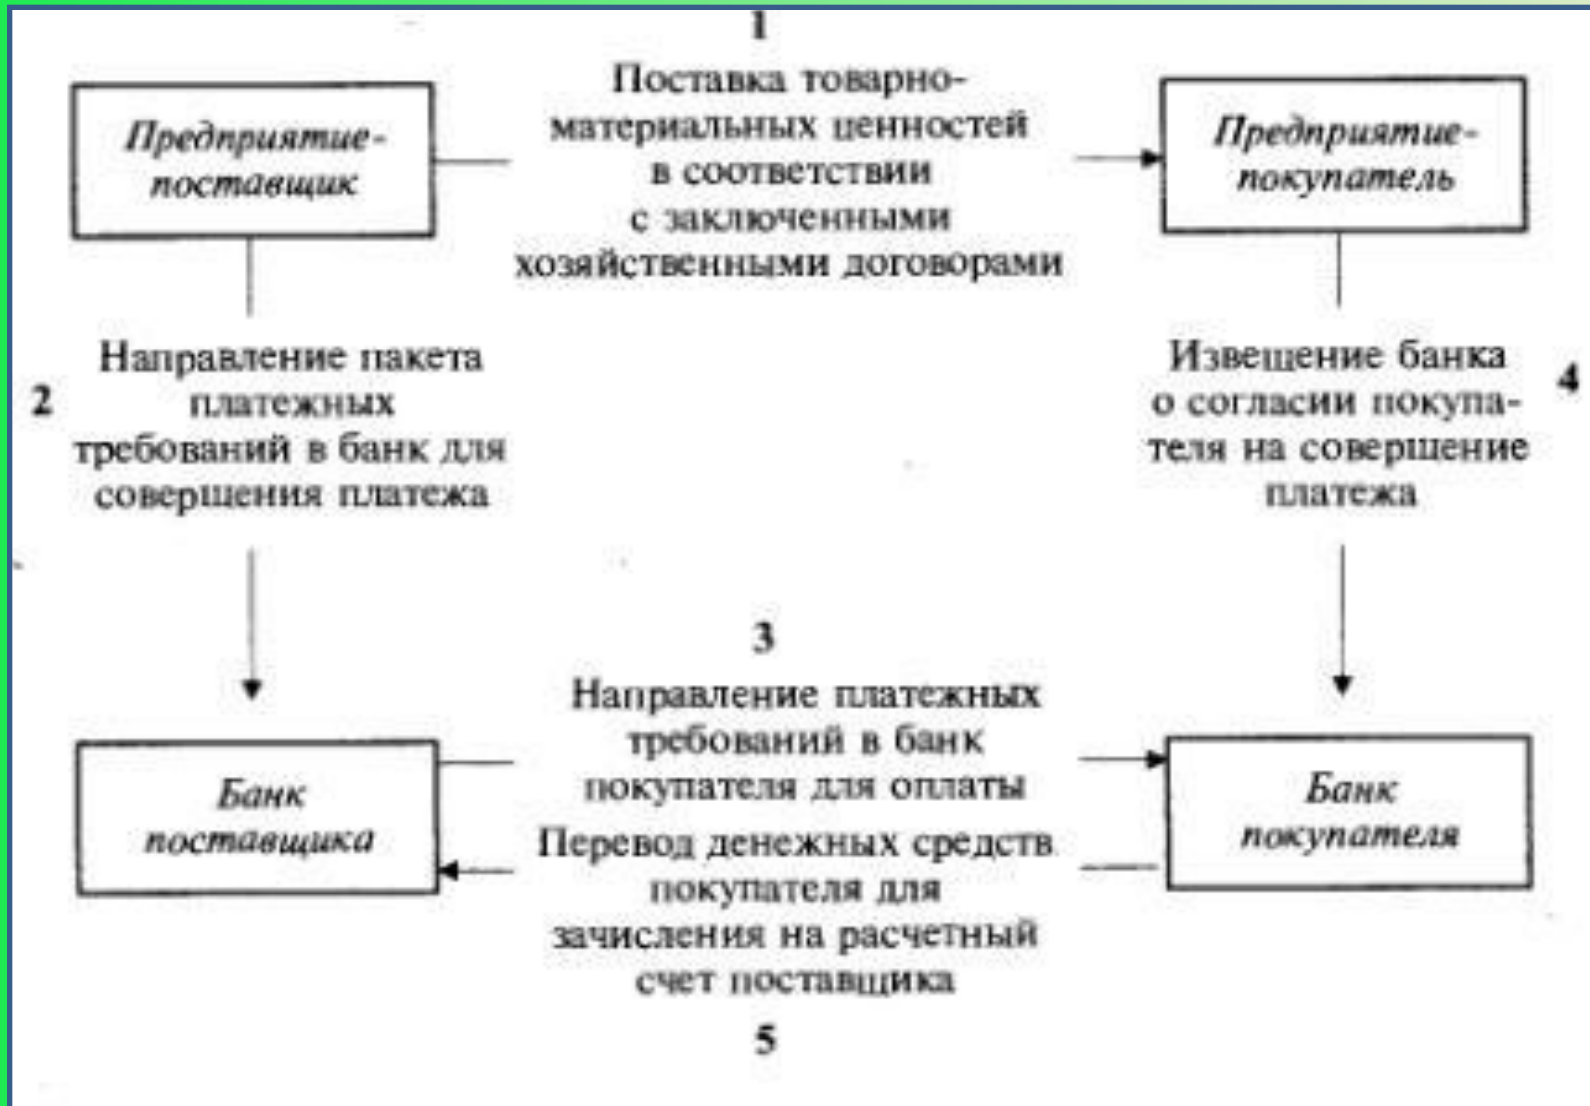 1
Поставка товарно-
материальных ценностей
в соответствии
с заключенными
хозяйственными договорами
Предприятие-
поставщик
Предприятие-
покупатель
2
Направление пакета
платежных
требований в банк для
совершения платежа
Извещение банка
о согласии покупа-
теля на совершение
платежа
4
3
Направление платежных
требований в банк
покупателя для оплаты
Банк
поставщика
Банк
покупателя
Перевод денежных средств
покупателя для
зачисления на расчетный
счет поставщика
5